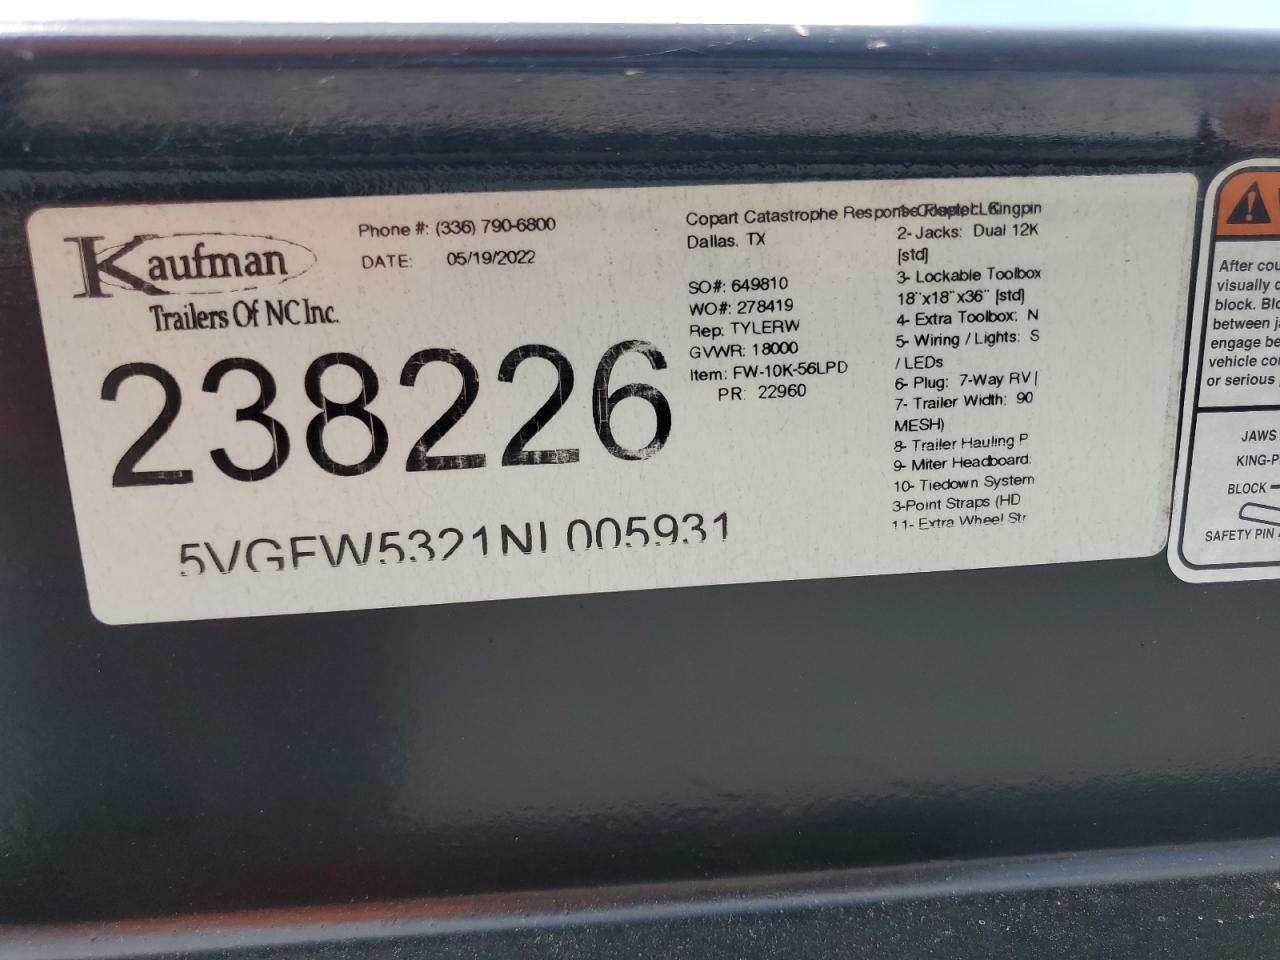 Kaufman
Trailers Of NC Inc.
Phone #: (336) 790-6800
DATE: 05/19/2022
238226
5VGFW5321NL005931
Copart Catastrophe Response
Dallas, TX
SO#: 649810
WO#: 278419
Rep: TYLERW
GVWR: 18000
Item: FW-10K-56LPD
PR: 22960
Kingpin
2- Jacks: Dual 12K
[std]
3- Lockable Toolbox
18"x18"x36" [std]
4- Extra Toolbox: N
5- Wiring / Lights: S
/ LEDs
6- Plug: 7-Way RV |
7- Trailer Width: 90
MESH)
8- Trailer Hauling P
9- Miter Headboard:
10- Tiedown System
3-Point Straps (HD
11- Extra Wheel Str
After cou
visually
block. Blo
between
engage be
vehicle
or serious
JAWS
KING-P
BLOCK
SAFETY PIN